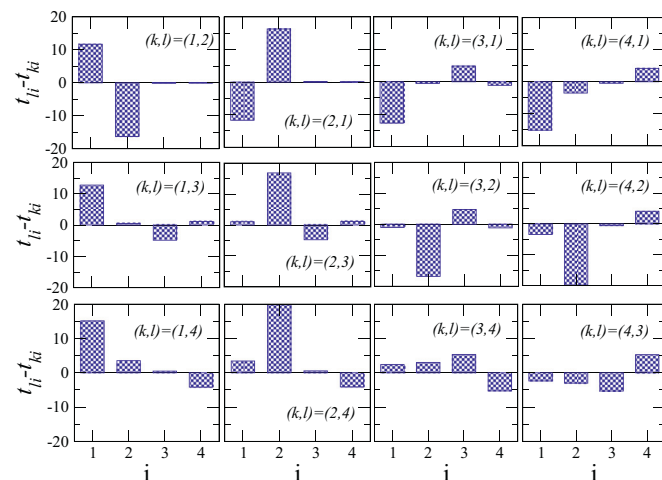 20
10
0
-10
-20
t_li-t_ki
(k,l)=(1,2)
(k,l)=(2,1)
(k,l)=(3,1)
(k,l)=(4,1)
20
10
0
-10
-20
t_li-t_ki
(k,l)=(1,3)
(k,l)=(2,3)
(k,l)=(3,2)
(k,l)=(4,2)
20
10
0
-10
-20
t_li-t_ki
(k,l)=(1,4)
(k,l)=(2,4)
(k,l)=(3,4)
(k,l)=(4,3)
1 2 3 4 1 2 3 4 1 2 3 4 1 2 3 4
i i i i